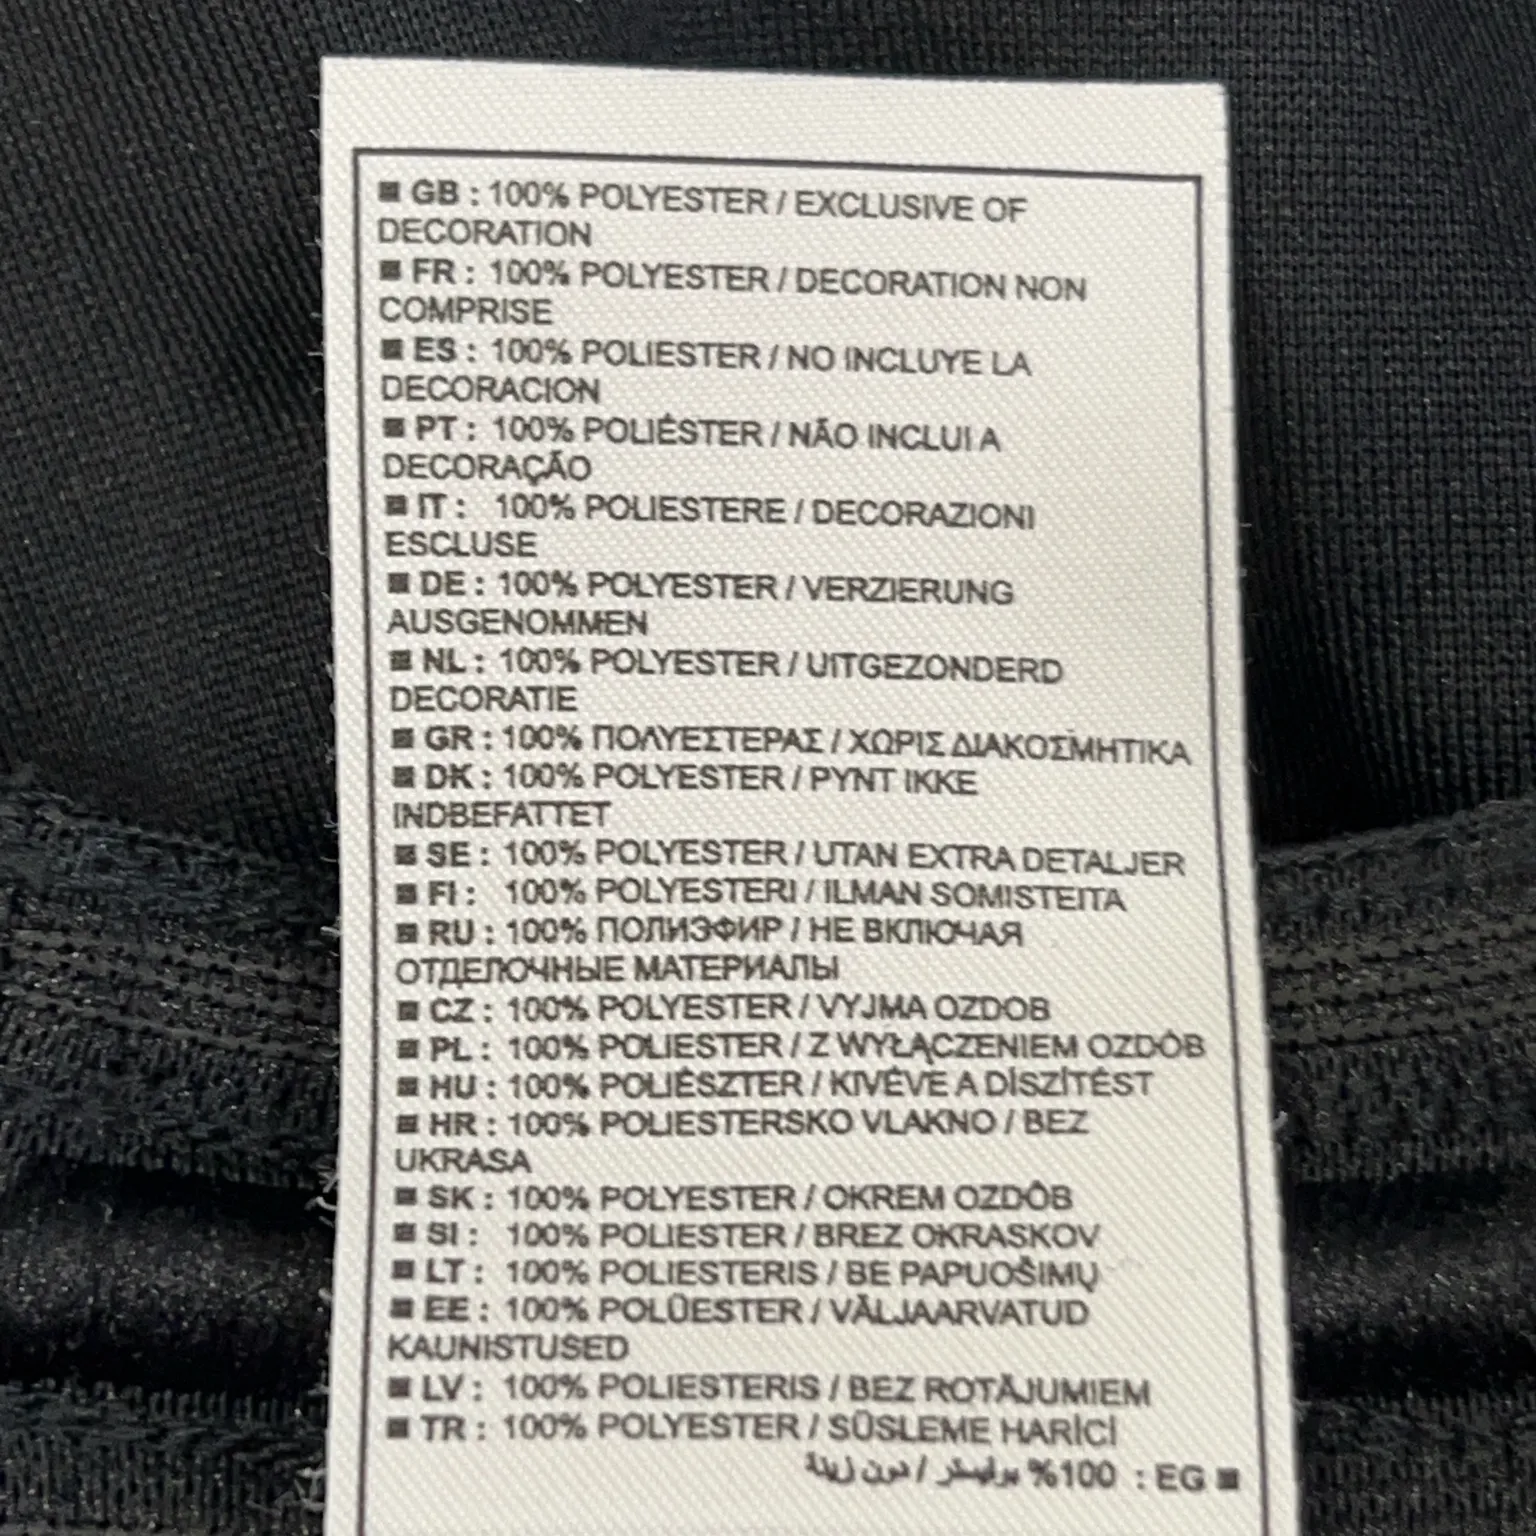 ■ GB : 100% POLYESTER / EXCLUSIVE OF
DECORATION
■ FR : 100% POLYESTER / DECORATION NON
COMPRISE
■ ES : 100% POLIESTER / NO INCLUYE LA
DECORACION
■ PT : 100% POLIÉSTER / NÃO INCLUI A
DECORAÇÃO
■ IT : 100% POLIESTERE / DECORAZIONI
ESCLUSE
■ DE : 100% POLYESTER / VERZIERUNG
AUSGENOMMEN
■ NL : 100% POLYESTER / UITGEZONDERD
DECORATIE
■ GR : 100% ΠΟΛΥΕΣΤΕΡΑΣ / ΧΩΡΙΣ ΔΙΑΚΟΣΜΗΤΙΚΑ
■ DK : 100% POLYESTER / PYNT IKKE
INDBEFATTET
■ SE : 100% POLYESTER / UTAN EXTRA DETALJER
■ FI : 100% POLYESTERI / ILMAN SOMISTEITA
■ RU : 100% ПОЛИЭФИР / НЕ ВКЛЮЧАЯ
ОТДЕЛОЧНЫЕ МАТЕРИАЛЫ
■ CZ : 100% POLYESTER / VYJMA OZDOB
■ PL : 100% POLIESTER / Z WYŁĄCZENIEM OZDÓB
■ HU : 100% POLIÉSZTER / KIVÉVE A DÍSZÍTÉST
■ HR : 100% POLIESTERSKO VLAKNO / BEZ
UKRASA
■ SK : 100% POLYESTER / OKREM OZDÔB
■ SI : 100% POLIESTER / BREZ OKRASKOV
■ LT : 100% POLIESTERIS / BE PAPUOŠIMŲ
■ EE : 100% POLÜESTER / VÄLJAARVATUD
KAUNISTUSED
■ LV : 100% POLIESTERIS / BEZ ROTĀJUMIEM
■ TR : 100% POLYESTER / SÜSLEME HARİCİ
■ EG : 100% بوليستر / دون زينة